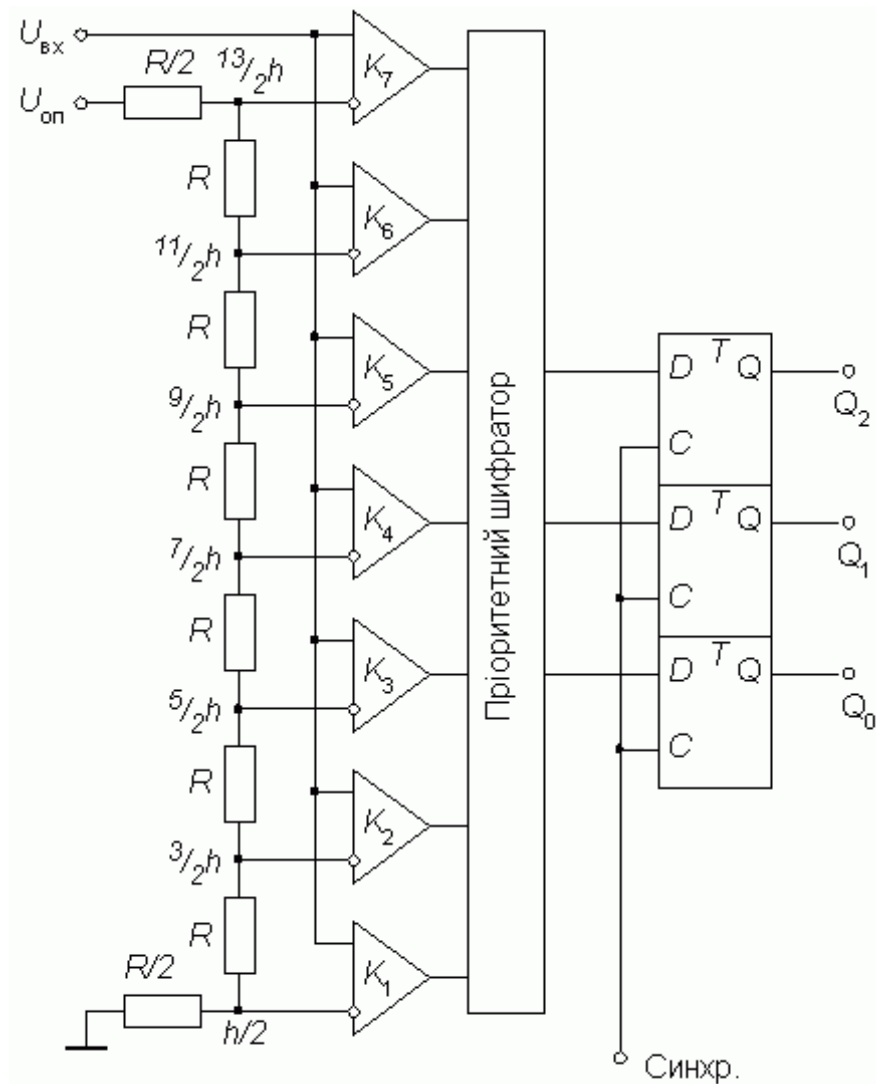 Uвх
R/2
13/2h
K7
Uоп
R
K6
11/2h
R
K5
9/2h
D T Q
Q2
C
R
K4
7/2h
D T Q
Q1
C
R
K3
5/2h
D T Q
Q0
C
R
K2
3/2h
R
K1
R/2
h/2
Пріоритетний шифратор
Синхр.